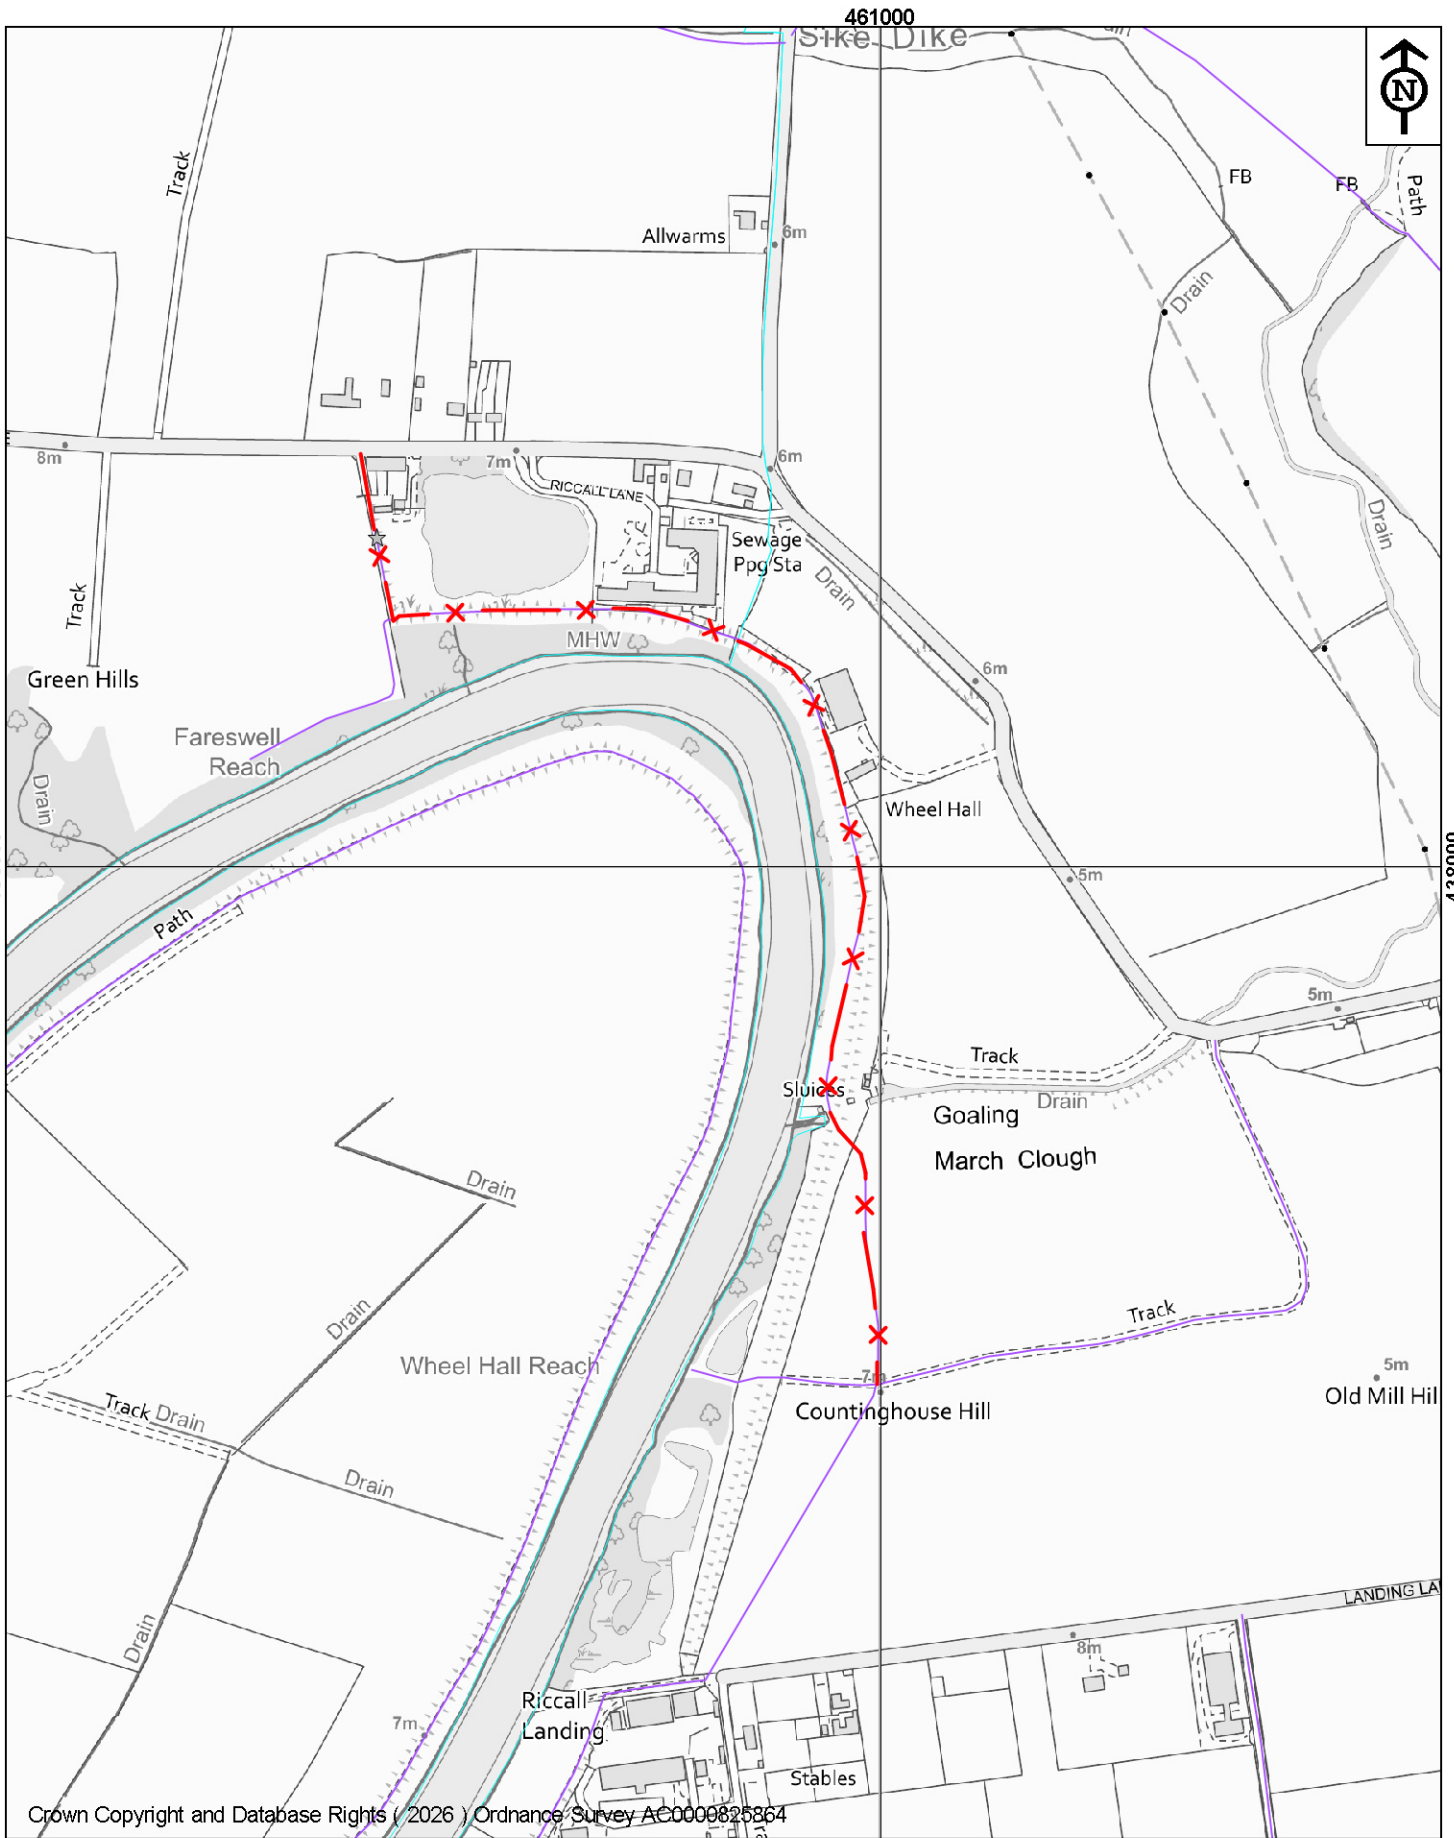 461000
Sike Dike
ain
N
Track
FB
FB
Path
Allwarms
6m
Drain
8m
7m
6m
RICCALL LANE
Sewage
Ppg Sta
Drain
Drain
Track
MHW
6m
Green Hills
Fareswell
Reach
Drain
Wheel Hall
438000
5m
Path
5m
Track
Sluices
Drain
Goaling
March Clough
Drain
Drain
Track
Wheel Hall Reach
7m
5m
Old Mill Hil
Track
Drain
Countinghouse Hill
Drain
Drain
LANDING LA
8m
Riccall
Landing
7m
Stables
Tra
Crown Copyright and Database Rights ( 2026 ) Ordnance Survey AC0000825864